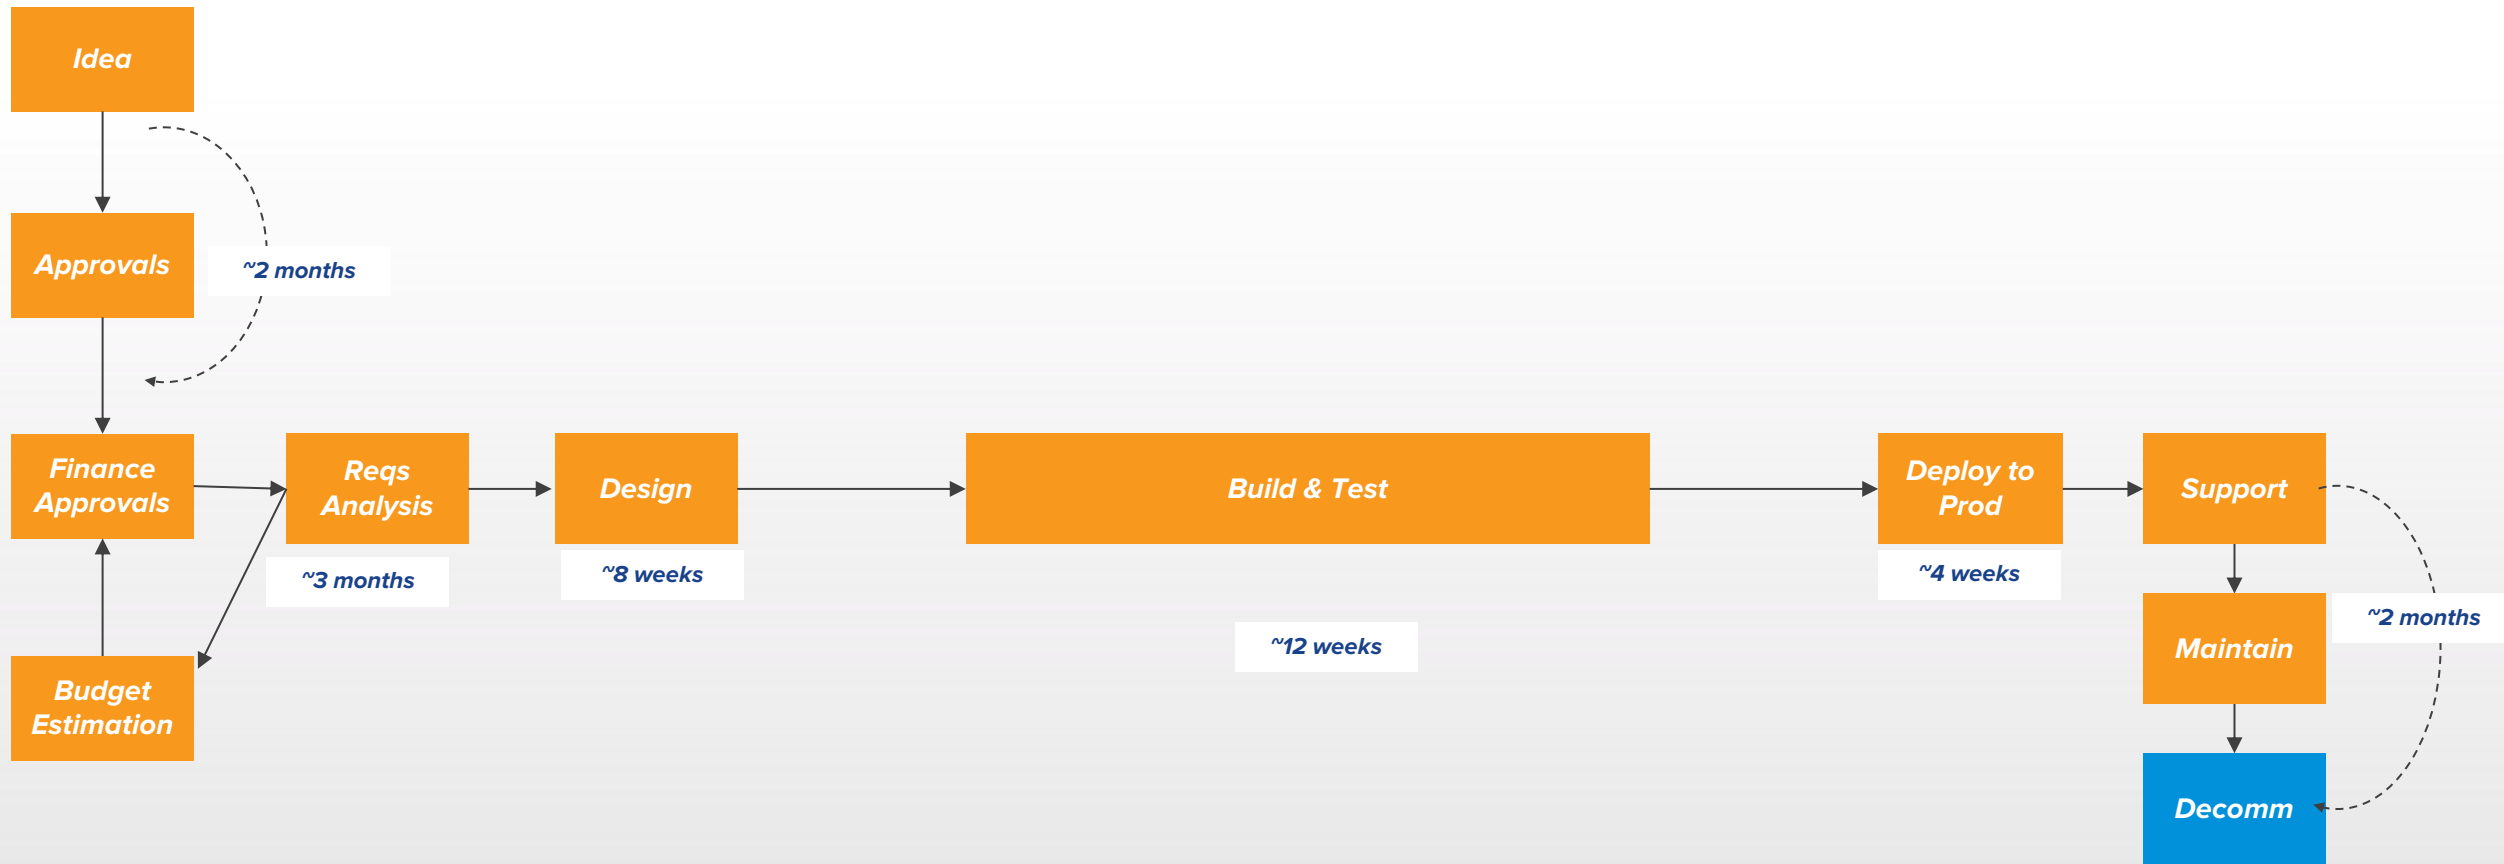 Idea
Approvals
~2 months
Finance
Approvals
Reqs
Analysis
Design
Build & Test
Deploy to
Prod
Support
~3 months
~8 weeks
~4 weeks
~12 weeks
~2 months
Maintain
Budget
Estimation
Decomm